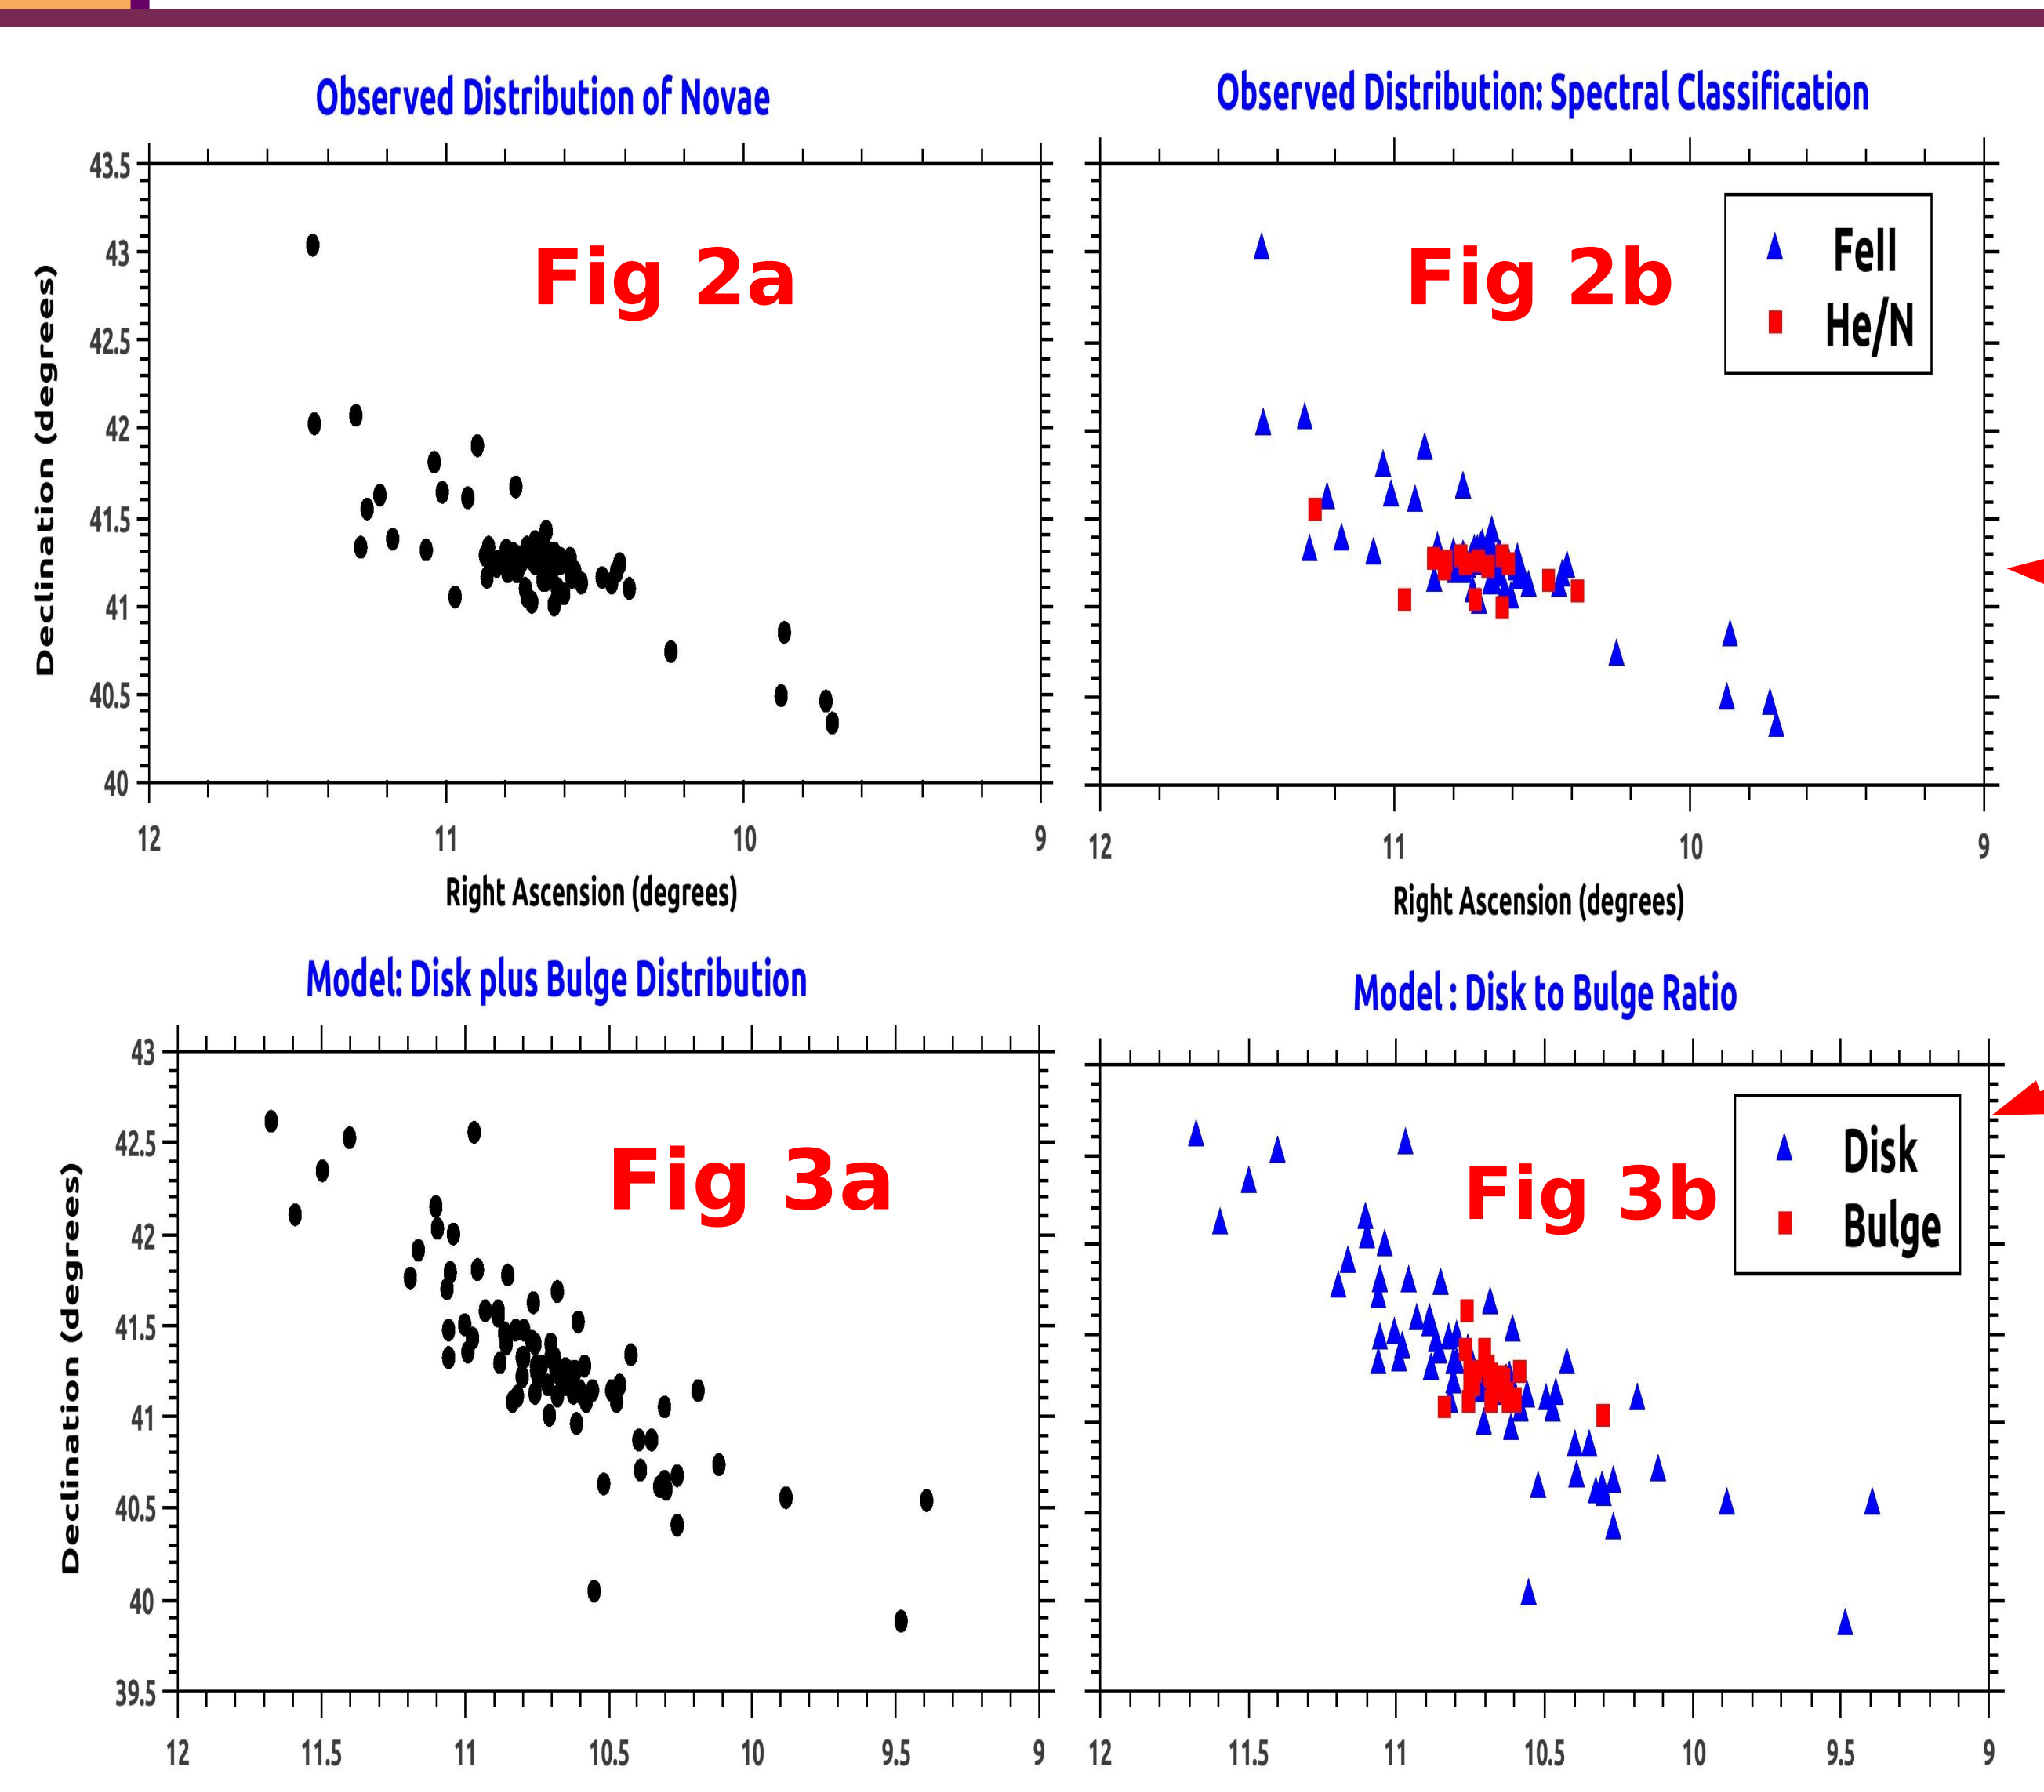 Observed Distribution of Novae
Observed Distribution: Spectral Classification
43.5
43
42.5
42
41.5
41
40.5
40
Declination (degrees)
Fig 2a
12
11
10
9
Right Ascension (degrees)
Fig 2b
FeII
He/N
12
11
10
9
Right Ascension (degrees)
Model: Disk plus Bulge Distribution
Model : Disk to Bulge Ratio
43
42.5
42
41.5
41
40.5
40
39.5
Declination (degrees)
Fig 3a
12
11.5
11
10.5
10
9.5
9
Fig 3b
Disk
Bulge
12
11.5
11
10.5
10
9.5
9